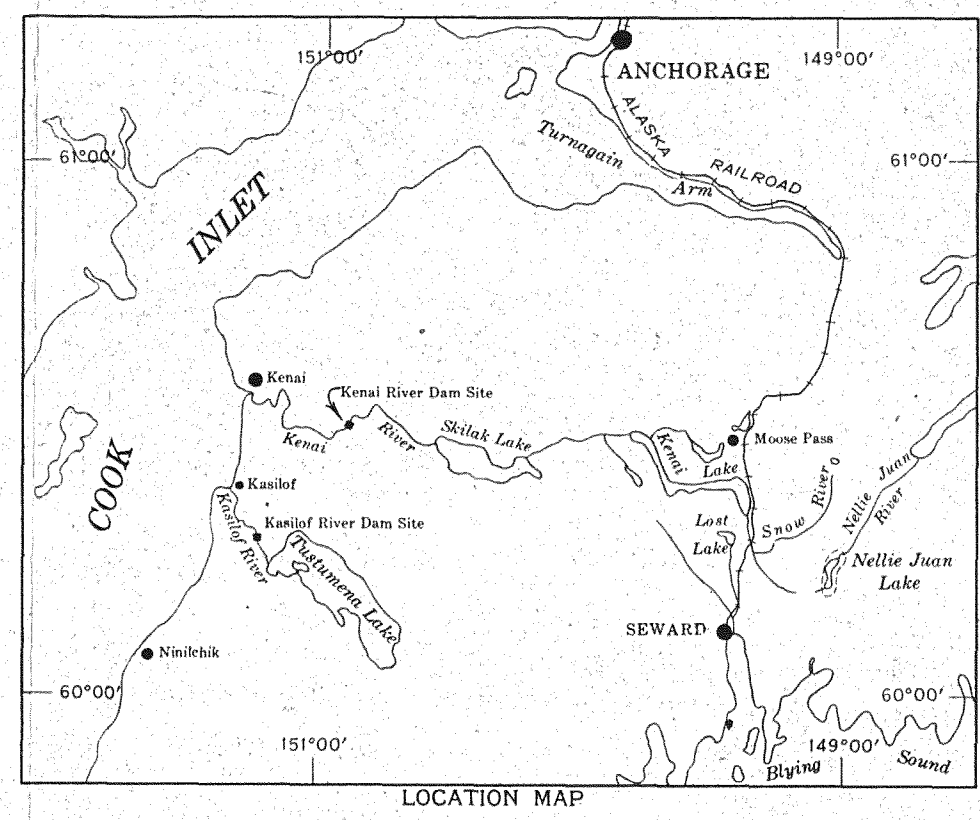 151°00′
149°00′
ANCHORAGE
ALASKA
RAILROAD
Turnagain
Arm
61°00′
61°00′
INLET
COOK
Kenai
Kenai River Dam Site
Kenai
River
Skilak Lake
Kenai
Lake
Moose Pass
Kasilof
Kasilof River Dam Site
Kasilof River
Tustumena Lake
Lost
Lake
Snow River
Nellie Juan
River
Nellie Juan
Lake
SEWARD
Ninilchik
60°00′
60°00′
151°00′
149°00′
Blying
Sound
LOCATION MAP